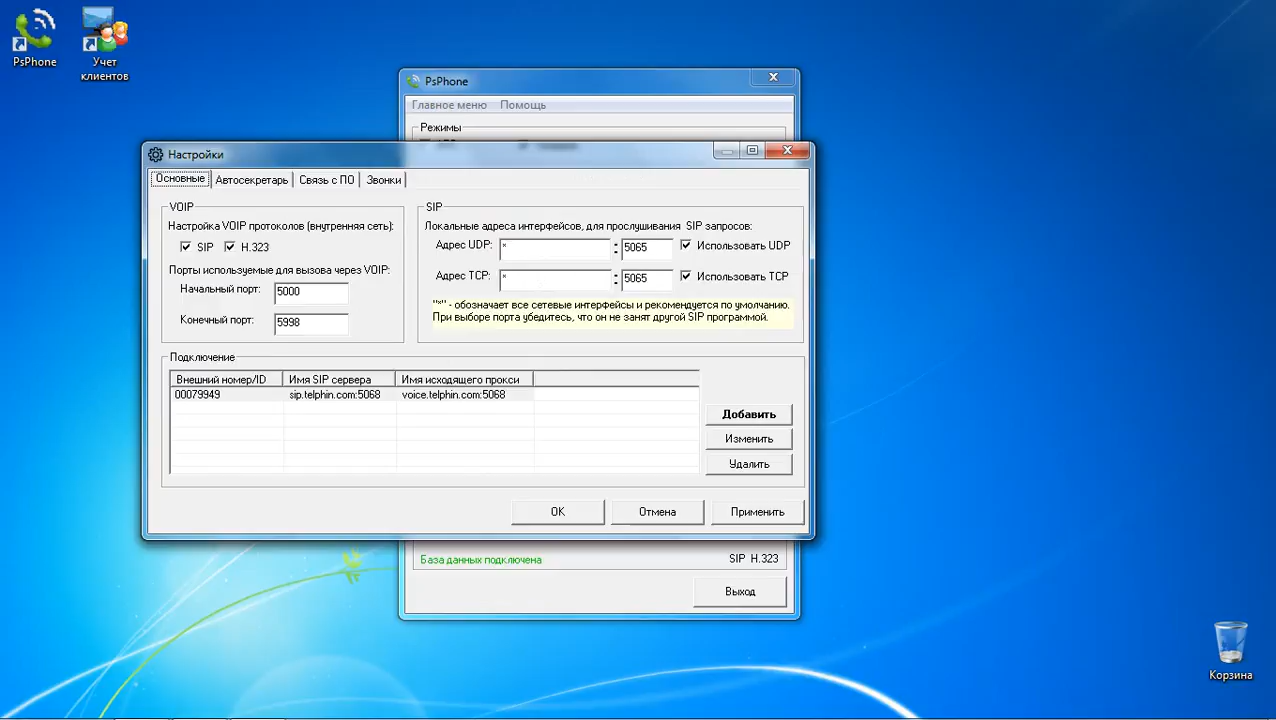 PsPhone
Учет
клиентов
PsPhone
Главное меню Помощь
Режимы
Настройки
Основные Автосекретарь Связь с ПО Звонки
VOIP
Настройка VOIP протоколов (внутренняя сеть):
SIP H.323
Порты используемые для вызова через VOIP:
Начальный порт: 5000
Конечный порт: 5998
SIP
Локальные адреса интерфейсов, для прослушивания SIP запросов:
Адрес UDP: * : 5065 Использовать UDP
Адрес TCP: * : 5065 Использовать TCP
"*" - обозначает все сетевые интерфейсы и рекомендуется по умолчанию.
При выборе порта убедитесь, что он не занят другой SIP программой.
Подключение
Внешний номер/ID Имя SIP сервера Имя исходящего прокси
00079949 sip.telphin.com:5068 voice.telphin.com:5068
Добавить
Изменить
Удалить
OK Отмена Применить
База данных подключена SIP H.323
Выход
Корзина